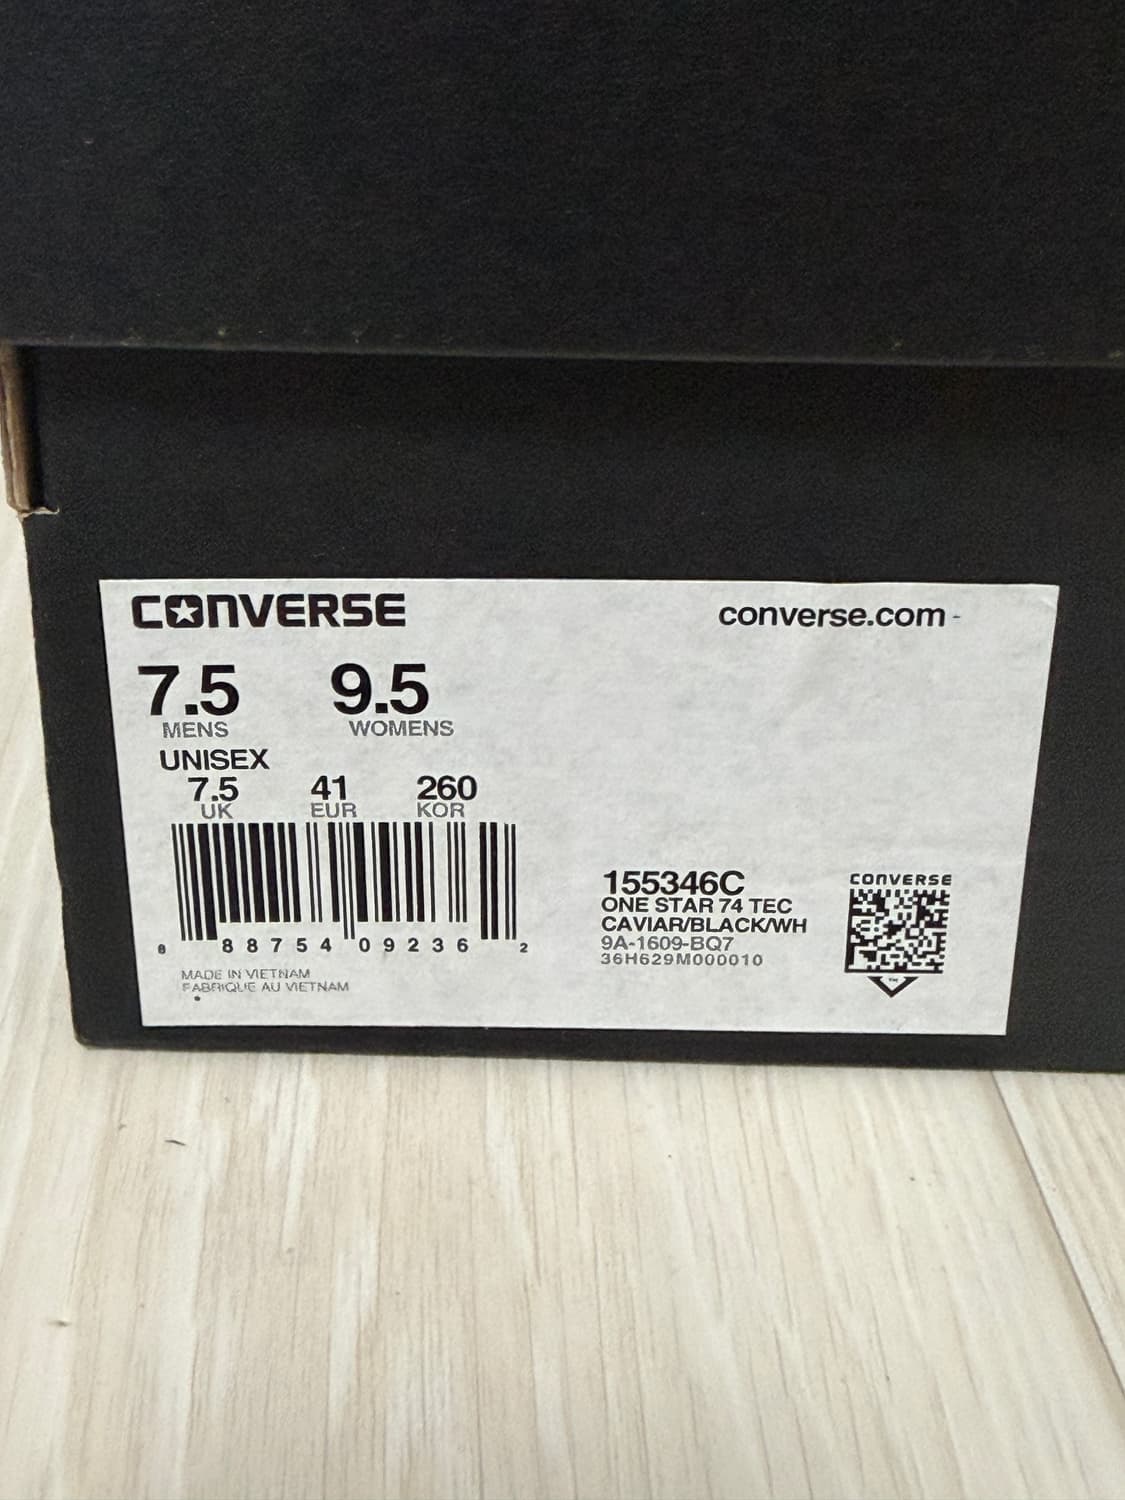 CONVERSE
converse.com -
7.5 9.5
MENS WOMENS
UNISEX
7.5 41 260
UK EUR KOR
8 88754 09236 2
MADE IN VIETNAM
FABRIQUE AU VIETNAM
155346C
ONE STAR 74 TEC
CAVIAR/BLACK/WH
9A-1609-BQ7
36H629M000010
CONVERSE
TM